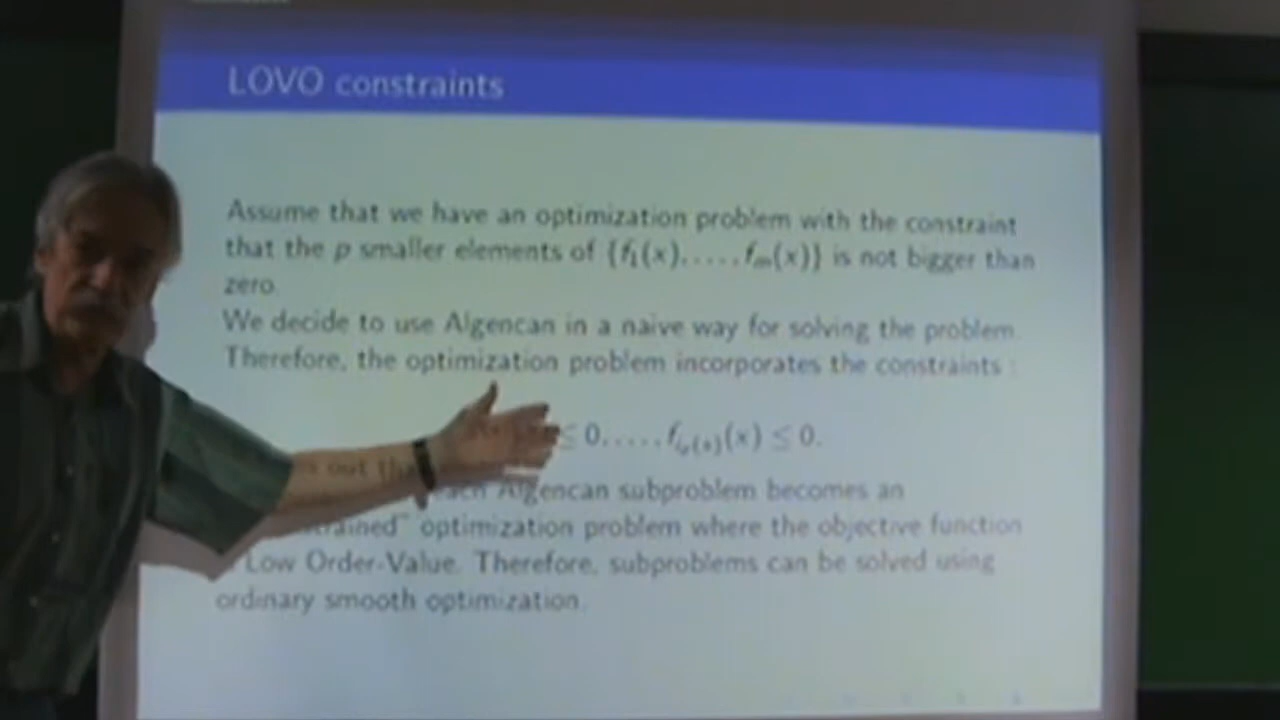 LOVO constraints
Assume that we have an optimization problem with the constraint
that the p smaller elements of {f₁(x),...,fₘ(x)} is not bigger than
zero.
We decide to use Algencan in a naive way for solving the problem.
Therefore, the optimization problem incorporates the constraints :
≤ 0,....,f_{i_p(x)}(x) ≤ 0.
out
Algencan subproblem becomes an
optimization problem where the objective function
Low Order-Value. Therefore, subproblems can be solved using
ordinary smooth optimization.